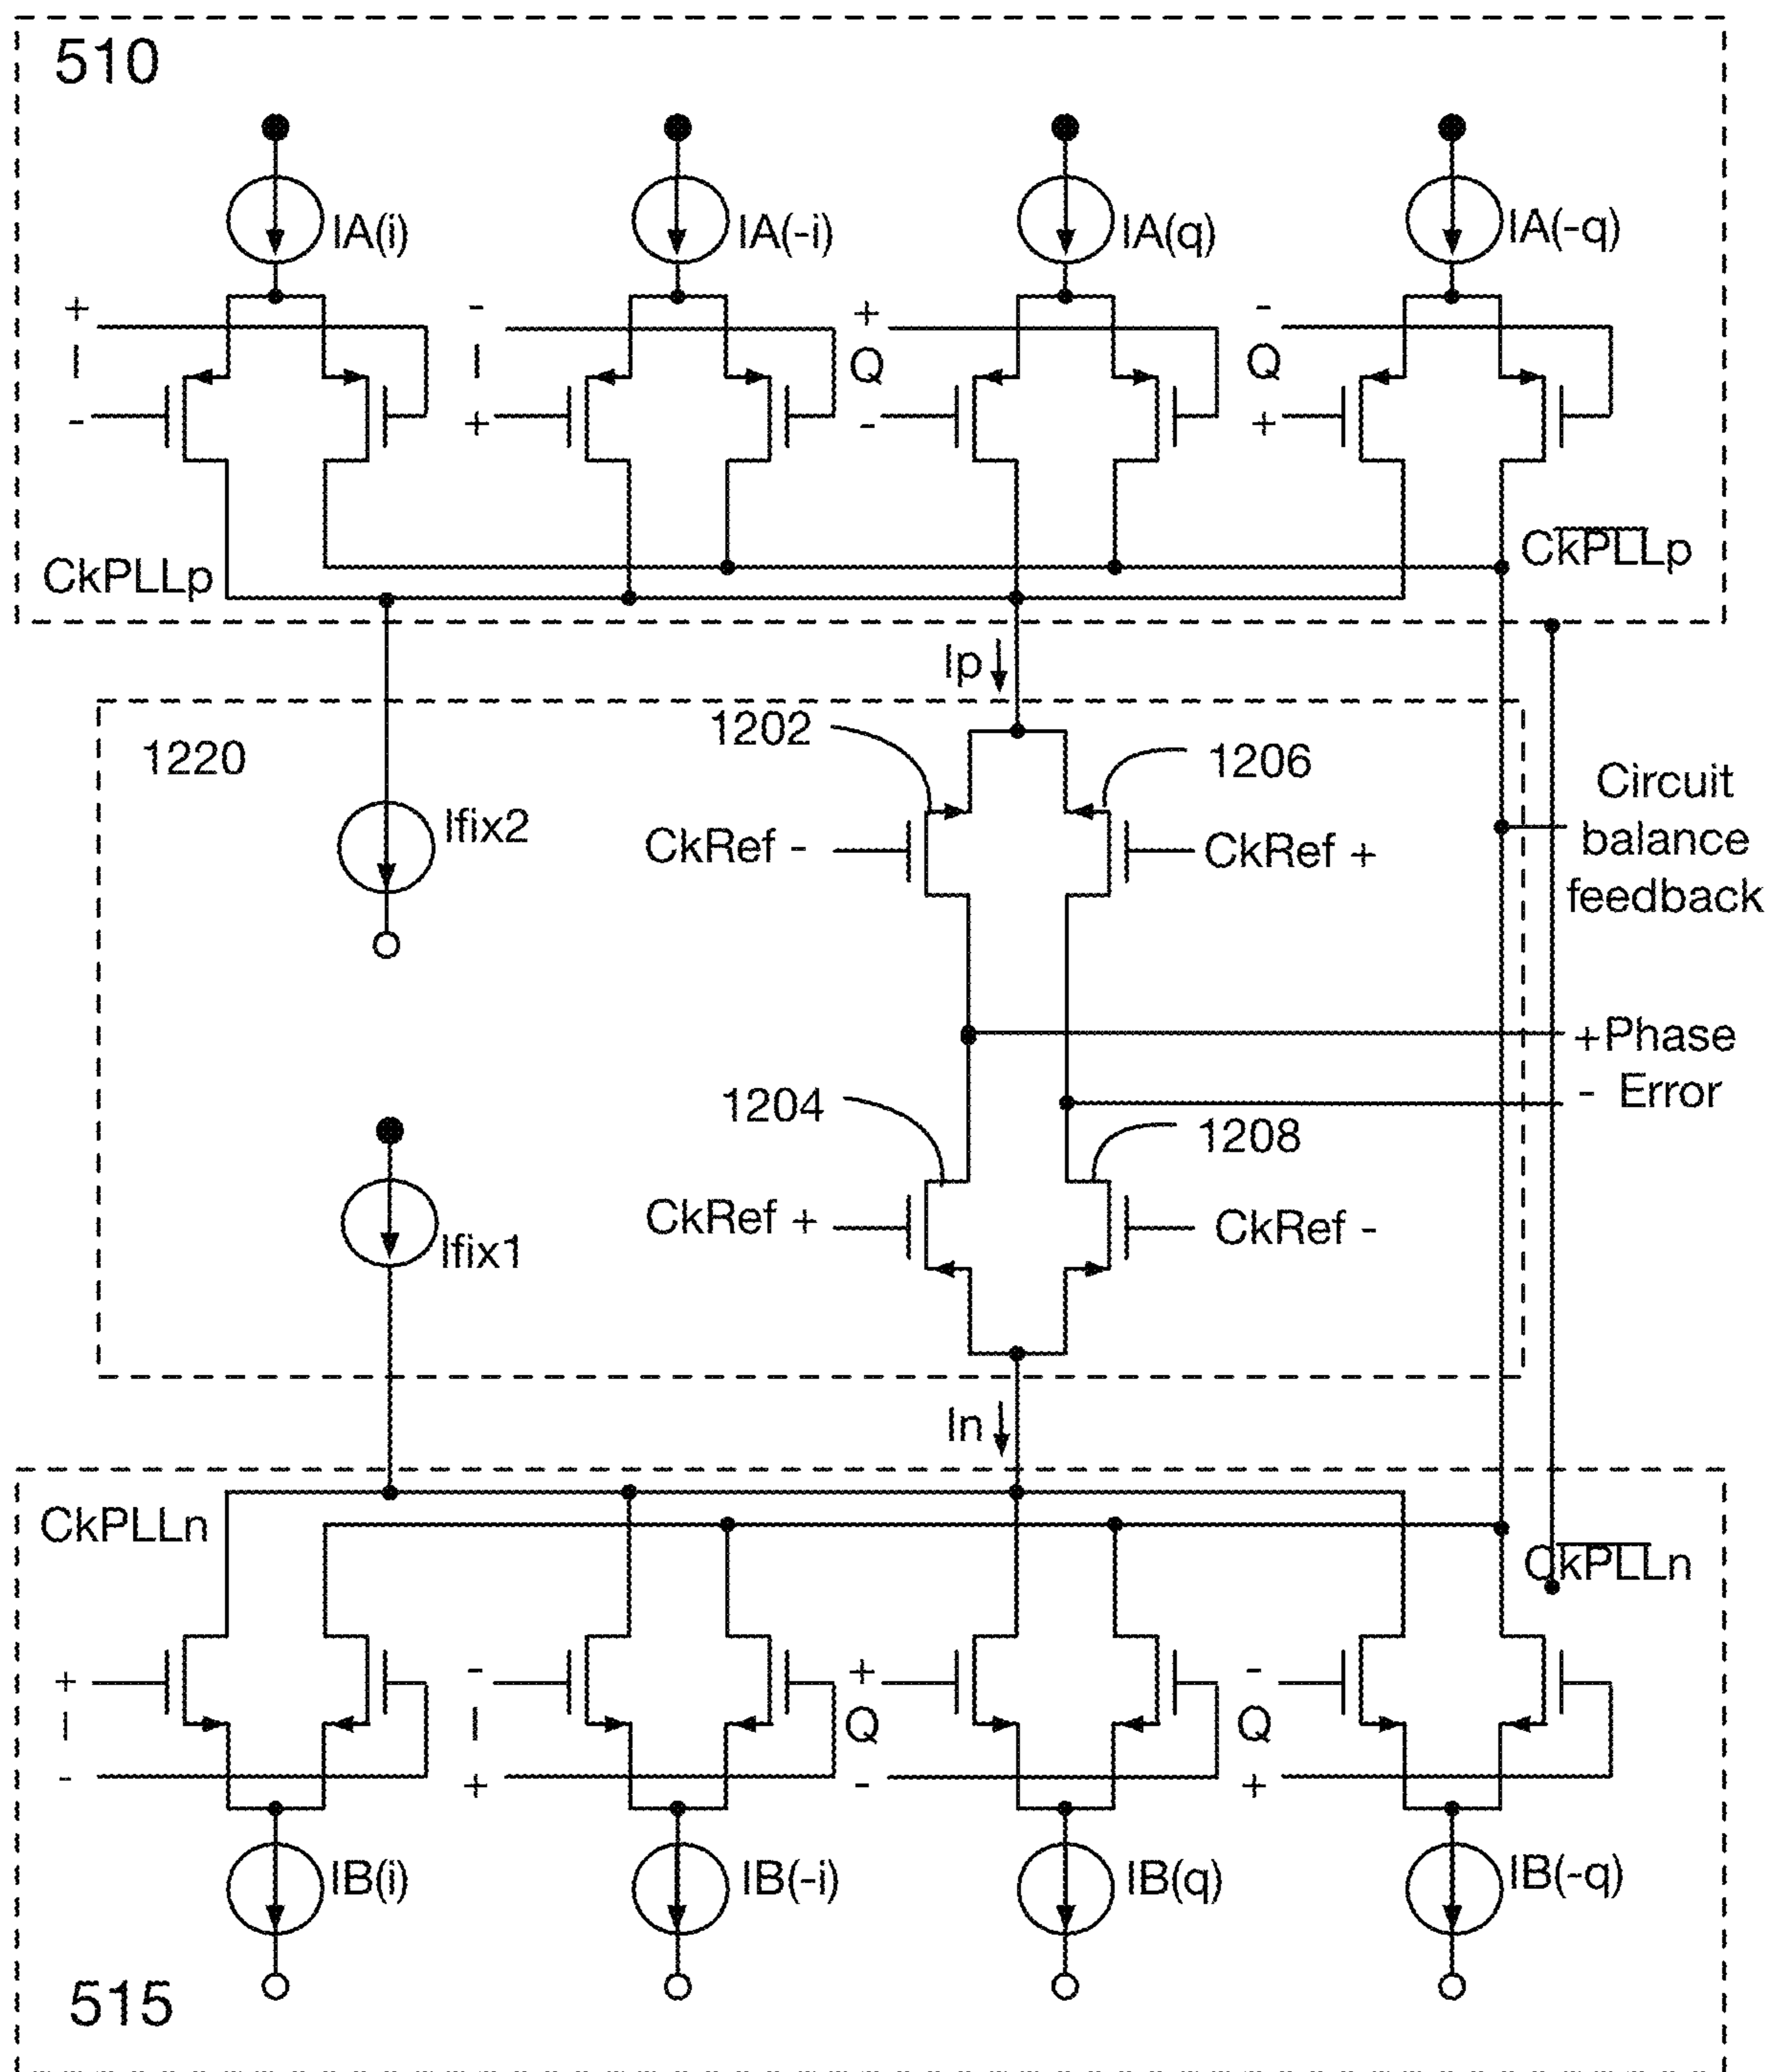 510
IA(i)
IA(-i)
IA(q)
IA(-q)
+
I
-
-
I
+
+
Q
-
-
Q
+
CkPLLp
CkPLLp
Ip
1220
1202
1206
Ifix2
CkRef -
CkRef +
Circuit
balance
feedback
+Phase
- Error
1204
1208
Ifix1
CkRef +
CkRef -
In
CkPLLn
CkPLLn
+
I
-
-
I
+
+
Q
-
-
Q
+
IB(i)
IB(-i)
IB(q)
IB(-q)
515